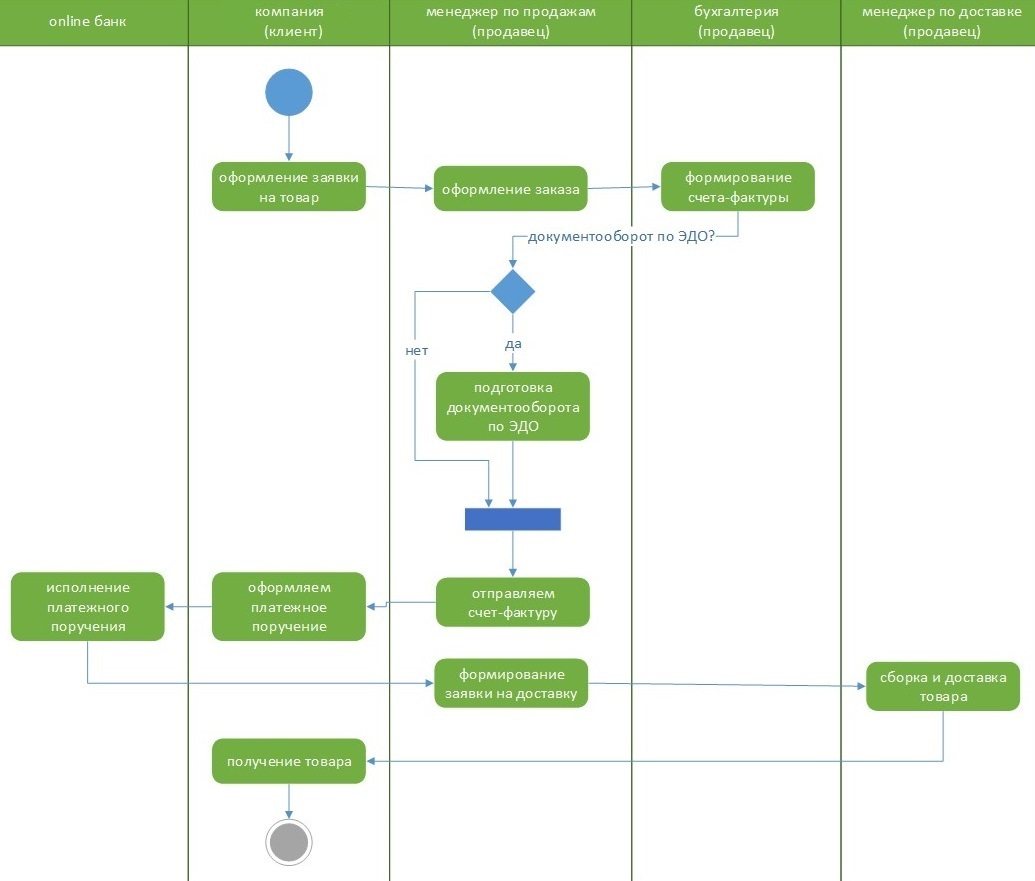 online банк
компания
(клиент)
менеджер по продажам
(продавец)
бухгалтерия
(продавец)
менеджер по доставке
(продавец)
оформление заявки
на товар
оформление заказа
формирование
счета-фактуры
документооборот по ЭДО?
нет
да
подготовка
документооборота
по ЭДО
исполнение
платежного
поручения
оформляем
платежное
поручение
отправляем
счет-фактуру
формирование
заявки на доставку
сборка и доставка
товара
получение товара